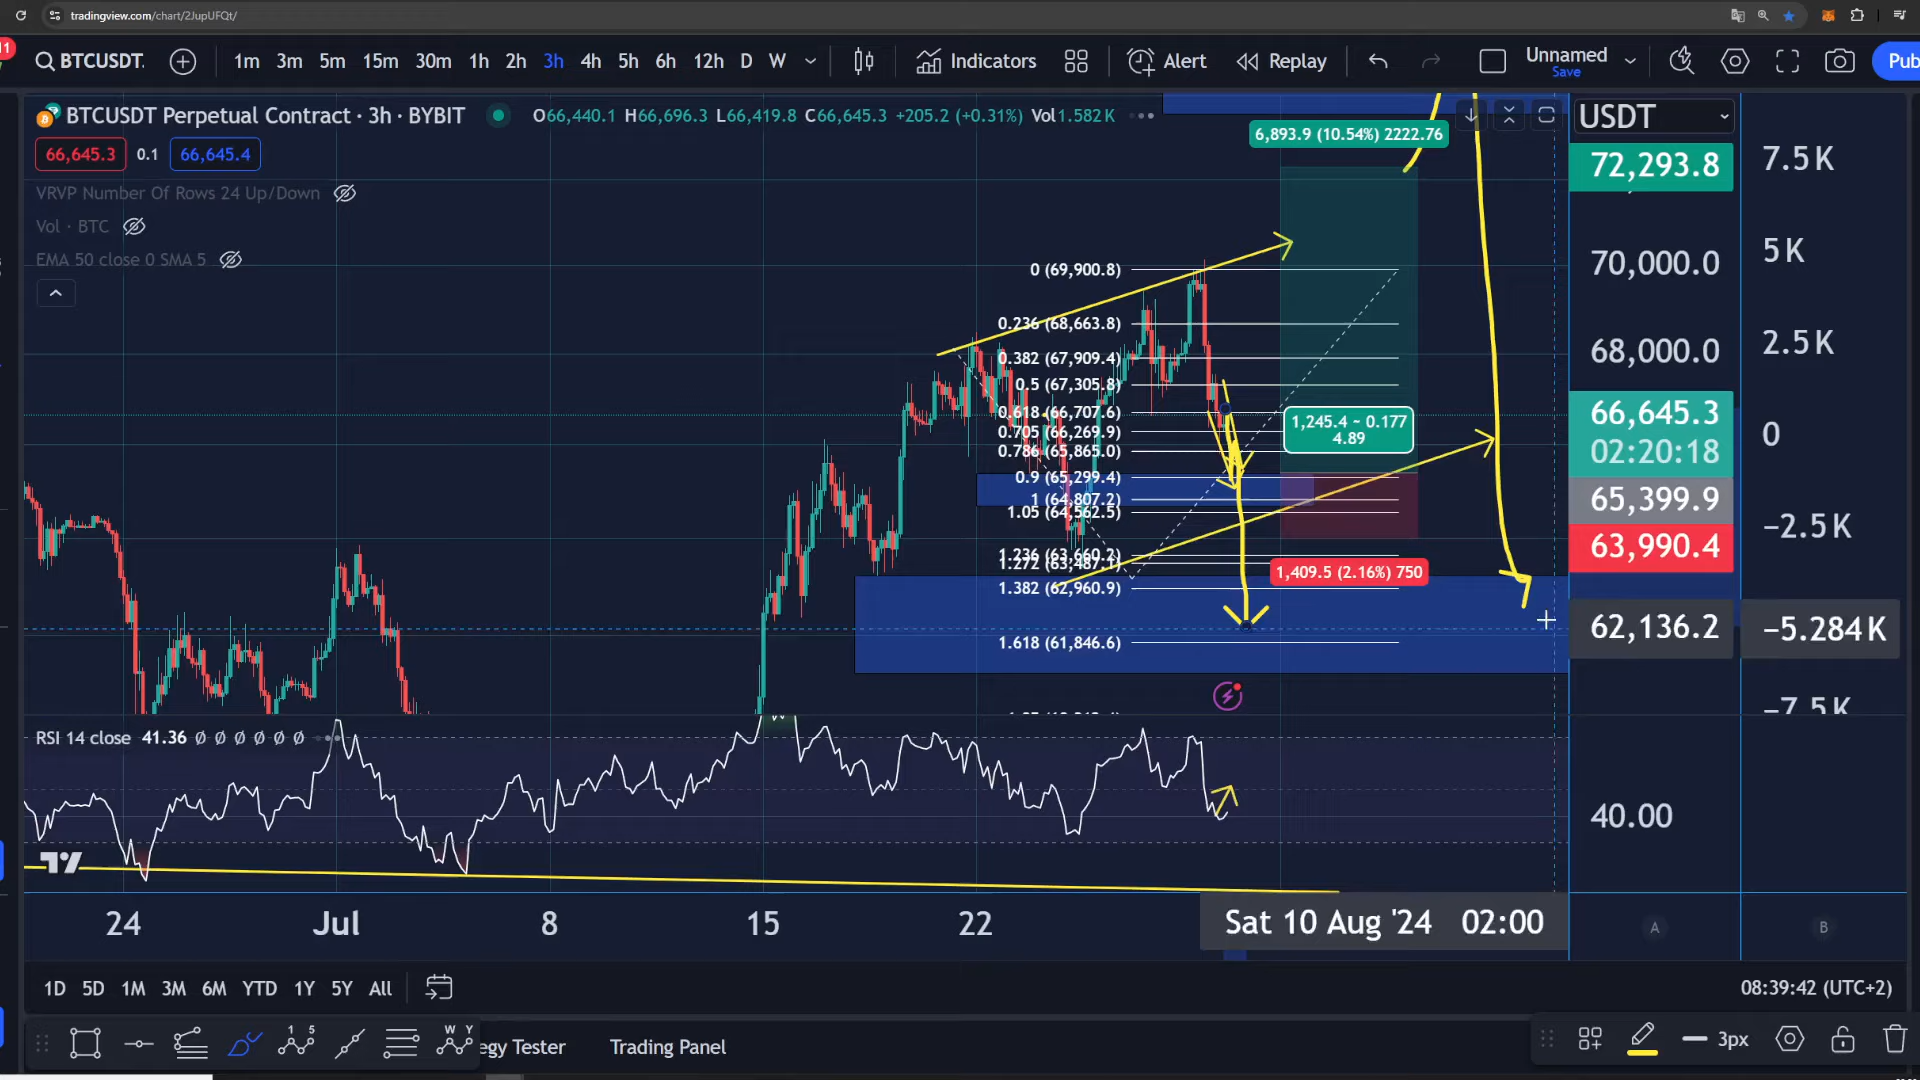 tradingview.com/chart/2JupUFQt/
11
BTCUSDT.
1m 3m 5m 15m 30m 1h 2h 3h 4h 5h 6h 12h D W
Indicators
Alert
Replay
Unnamed
Save
Pub
BTCUSDT Perpetual Contract · 3h · BYBIT
O66,440.1 H66,696.3 L66,419.8 C66,645.3 +205.2 (+0.31%) Vol1.582 K
66,645.3 0.1 66,645.4
VRVP Number Of Rows 24 Up/Down
Vol · BTC
EMA 50 close 0 SMA 5
6,893.9 (10.54%) 2222.76
0 (69,900.8)
0.236 (68,663.8)
0.382 (67,909.4)
0.5 (67,305.8)
0.618 (66,707.6)
0.705 (66,269.9)
0.786 (65,865.0)
0.9 (65,299.4)
1 (64,807.2)
1.05 (64,562.5)
1.236 (63,660.2)
1.272 (63,487.1)
1.382 (62,960.9)
1.618 (61,846.6)
1,245.4 ~ 0.177
4.89
1,409.5 (2.16%) 750
USDT
72,293.8
70,000.0
68,000.0
66,645.3
02:20:18
65,399.9
63,990.4
62,136.2
7.5 K
5 K
2.5 K
0
−2.5 K
−5.284 K
−7.5 K
RSI 14 close 41.36 Ø Ø Ø Ø Ø Ø
40.00
24 Jul 8 15 22
Sat 10 Aug '24 02:00
A
B
1D 5D 1M 3M 6M YTD 1Y 5Y All
08:39:42 (UTC+2)
1 5
W Y
egy Tester
Trading Panel
3px